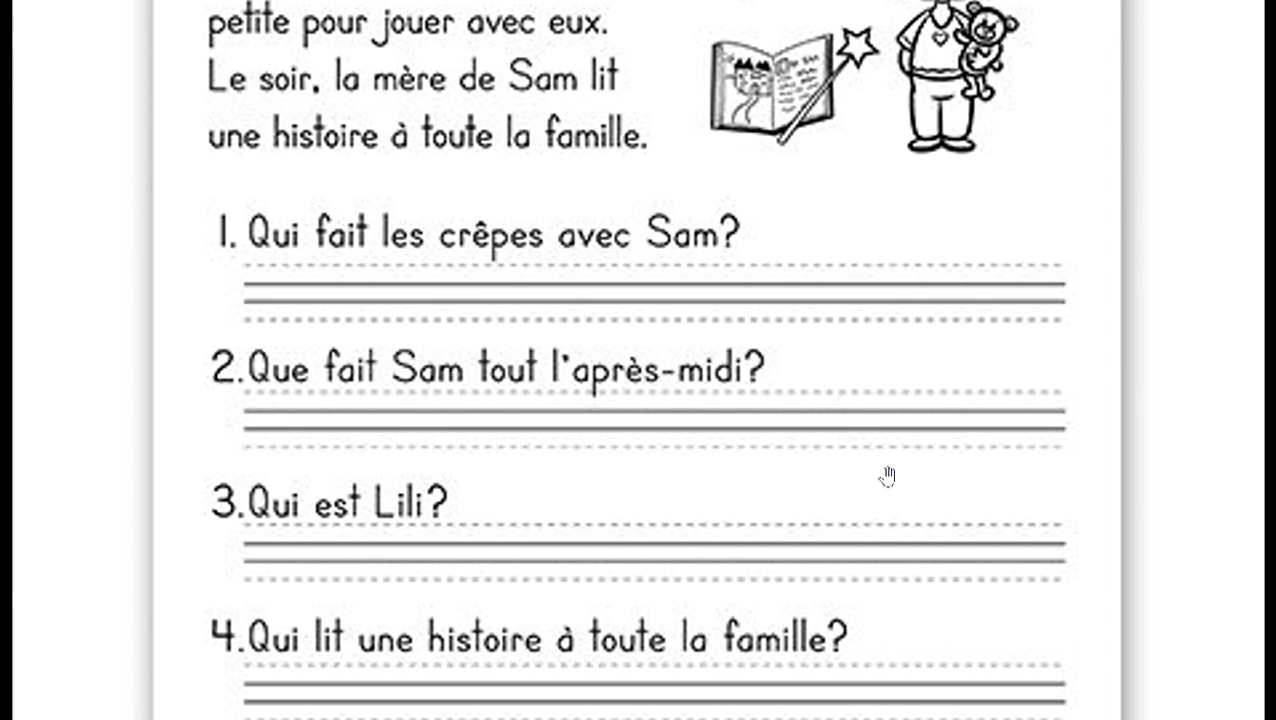 petite pour jouer avec eux.
Le soir, la mère de Sam lit
une histoire à toute la famille.
1. Qui fait les crêpes avec Sam?
2. Que fait Sam tout l'après-midi?
3. Qui est Lili?
4. Qui lit une histoire à toute la famille?